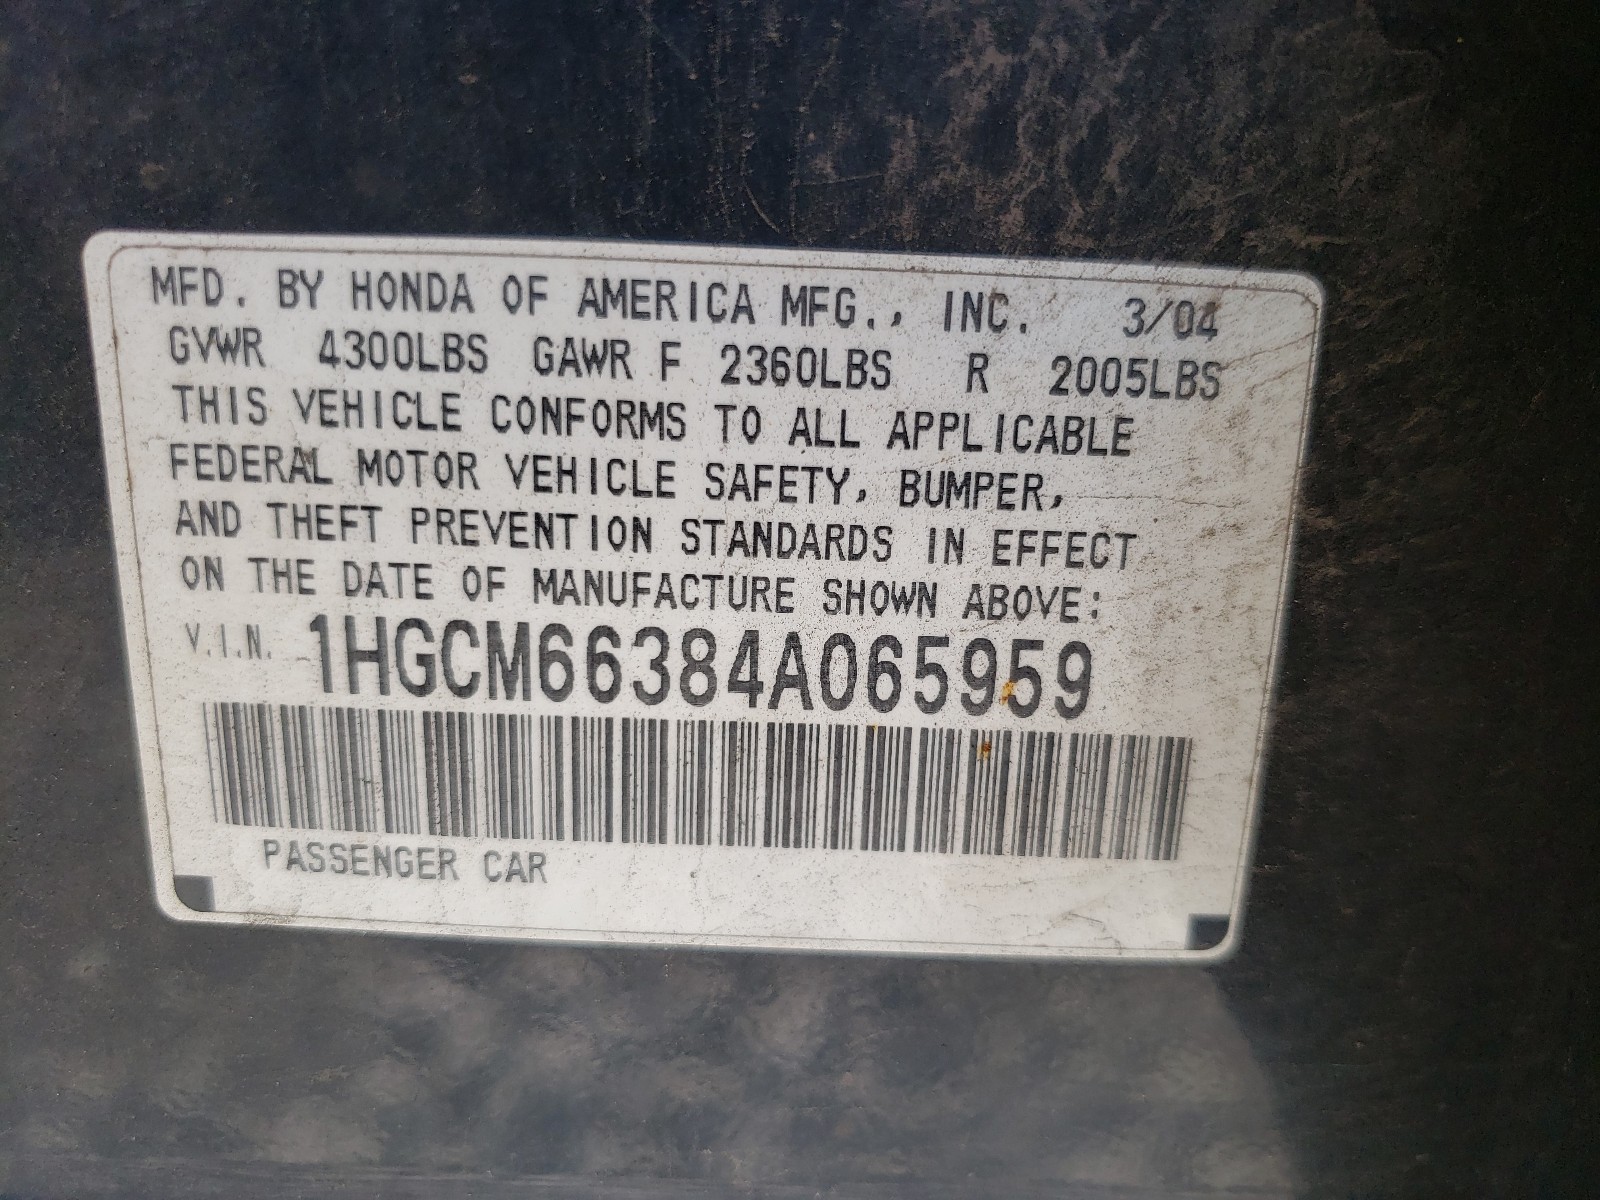 MFD. BY HONDA OF AMERICA MFG., INC. 3/04
GVWR 4300LBS GAWR F 2360LBS R 2005LBS
THIS VEHICLE CONFORMS TO ALL APPLICABLE
FEDERAL MOTOR VEHICLE SAFETY, BUMPER,
AND THEFT PREVENTION STANDARDS IN EFFECT
ON THE DATE OF MANUFACTURE SHOWN ABOVE:
V.I.N. 1HGCM66384A065959
PASSENGER CAR